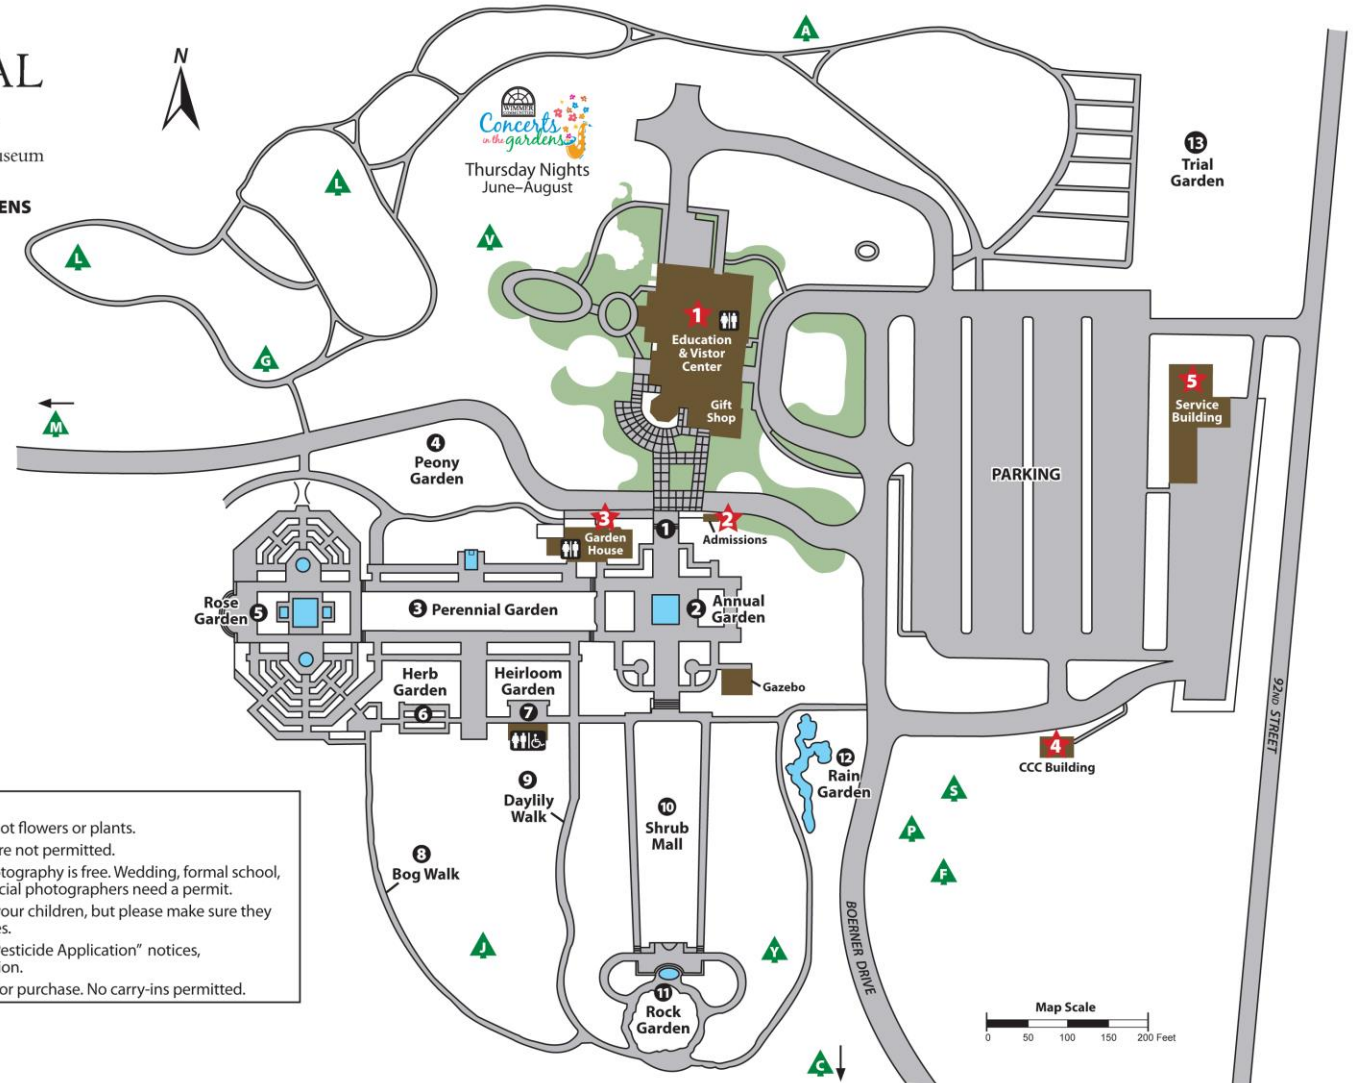 AL
useum
ENS
N
WIMMER
COMMUNITIES
Concerts
in the gardens
Thursday Nights
June–August
A
L
L
V
G
M
13
Trial
Garden
1
Education
& Vistor
Center
Gift
Shop
5
Service
Building
4
Peony
Garden
PARKING
3
Garden
House
1
2
Admissions
Rose
Garden
5
3 Perennial Garden
2
Annual
Garden
Herb
Garden
6
Heirloom
Garden
7
Gazebo
92ND STREET
4
CCC Building
12
Rain
Garden
S
P
F
9
Daylily
Walk
10
Shrub
Mall
8
Bog Walk
J
Y
BOERNER DRIVE
11
Rock
Garden
C
ot flowers or plants.
re not permitted.
tography is free. Wedding, formal school,
cial photographers need a permit.
your children, but please make sure they
es.
Pesticide Application” notices,
ion.
or purchase. No carry-ins permitted.
Map Scale
0 50 100 150 200 Feet